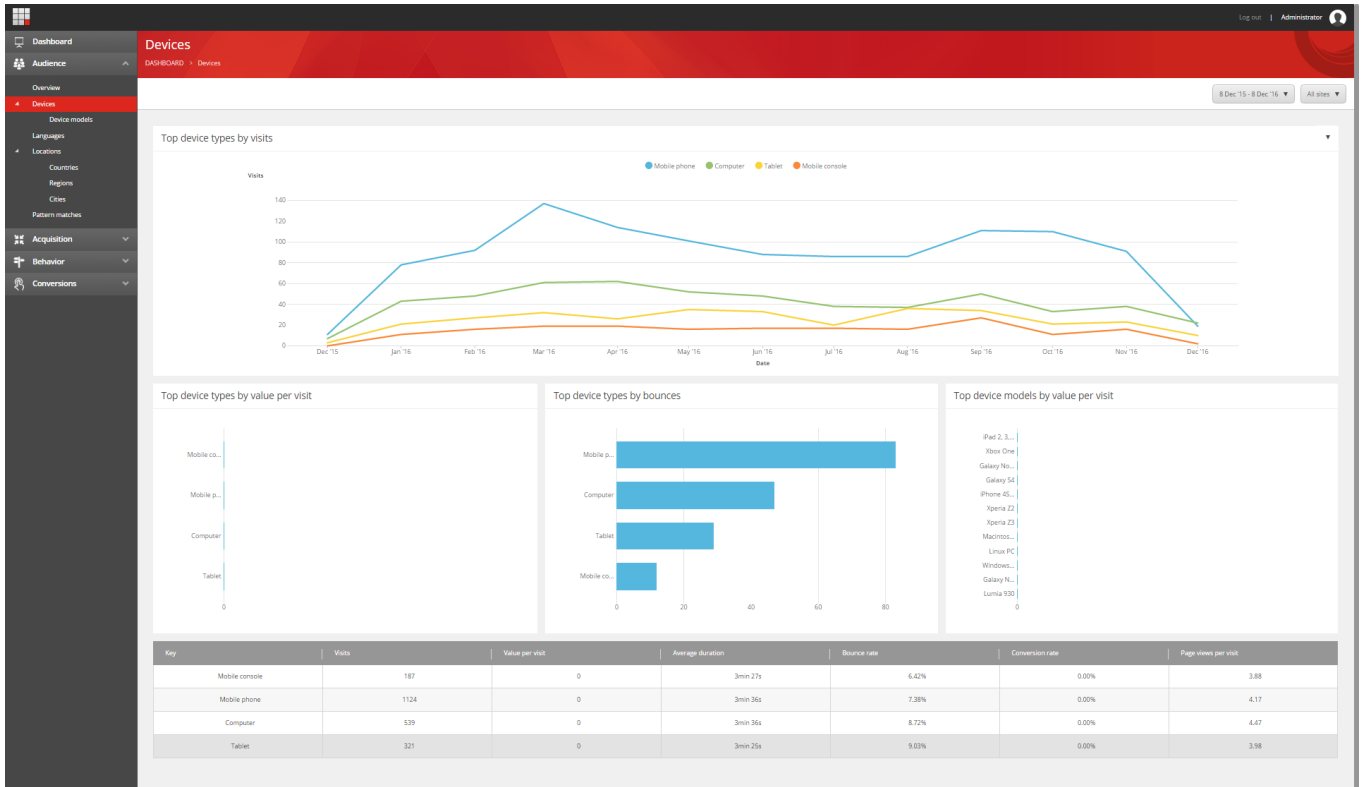 Log out | Administrator
Dashboard
Audience
Overview
Devices
Device models
Languages
Locations
Countries
Regions
Cities
Pattern matches
Acquisition
Behavior
Conversions
Devices
DASHBOARD > Devices
8 Dec '15 - 8 Dec '16 ▼ All sites ▼
Top device types by visits
Mobile phone Computer Tablet Mobile console
Visits
140
120
100
80
60
40
20
0
Dec '15 Jan '16 Feb '16 Mar '16 Apr '16 May '16 Jun '16 Jul '16 Aug '16 Sep '16 Oct '16 Nov '16 Dec '16
Date
Top device types by value per visit
Mobile co...
Mobile p...
Computer
Tablet
0
Top device types by bounces
Mobile p...
Computer
Tablet
Mobile co...
0 20 40 60 80
Top device models by value per visit
iPad 2, 3...
Xbox One
Galaxy No...
Galaxy S4
iPhone 4S...
Xperia Z2
Xperia Z3
Macintos...
Linux PC
Windows...
Galaxy N...
Lumia 930
0
Key Visits Value per visit Average duration Bounce rate Conversion rate Page views per visit
Mobile console 187 0 3min 27s 6.42% 0.00% 3.88
Mobile phone 1124 0 3min 36s 7.38% 0.00% 4.17
Computer 539 0 3min 36s 8.72% 0.00% 4.47
Tablet 321 0 3min 25s 9.03% 0.00% 3.98